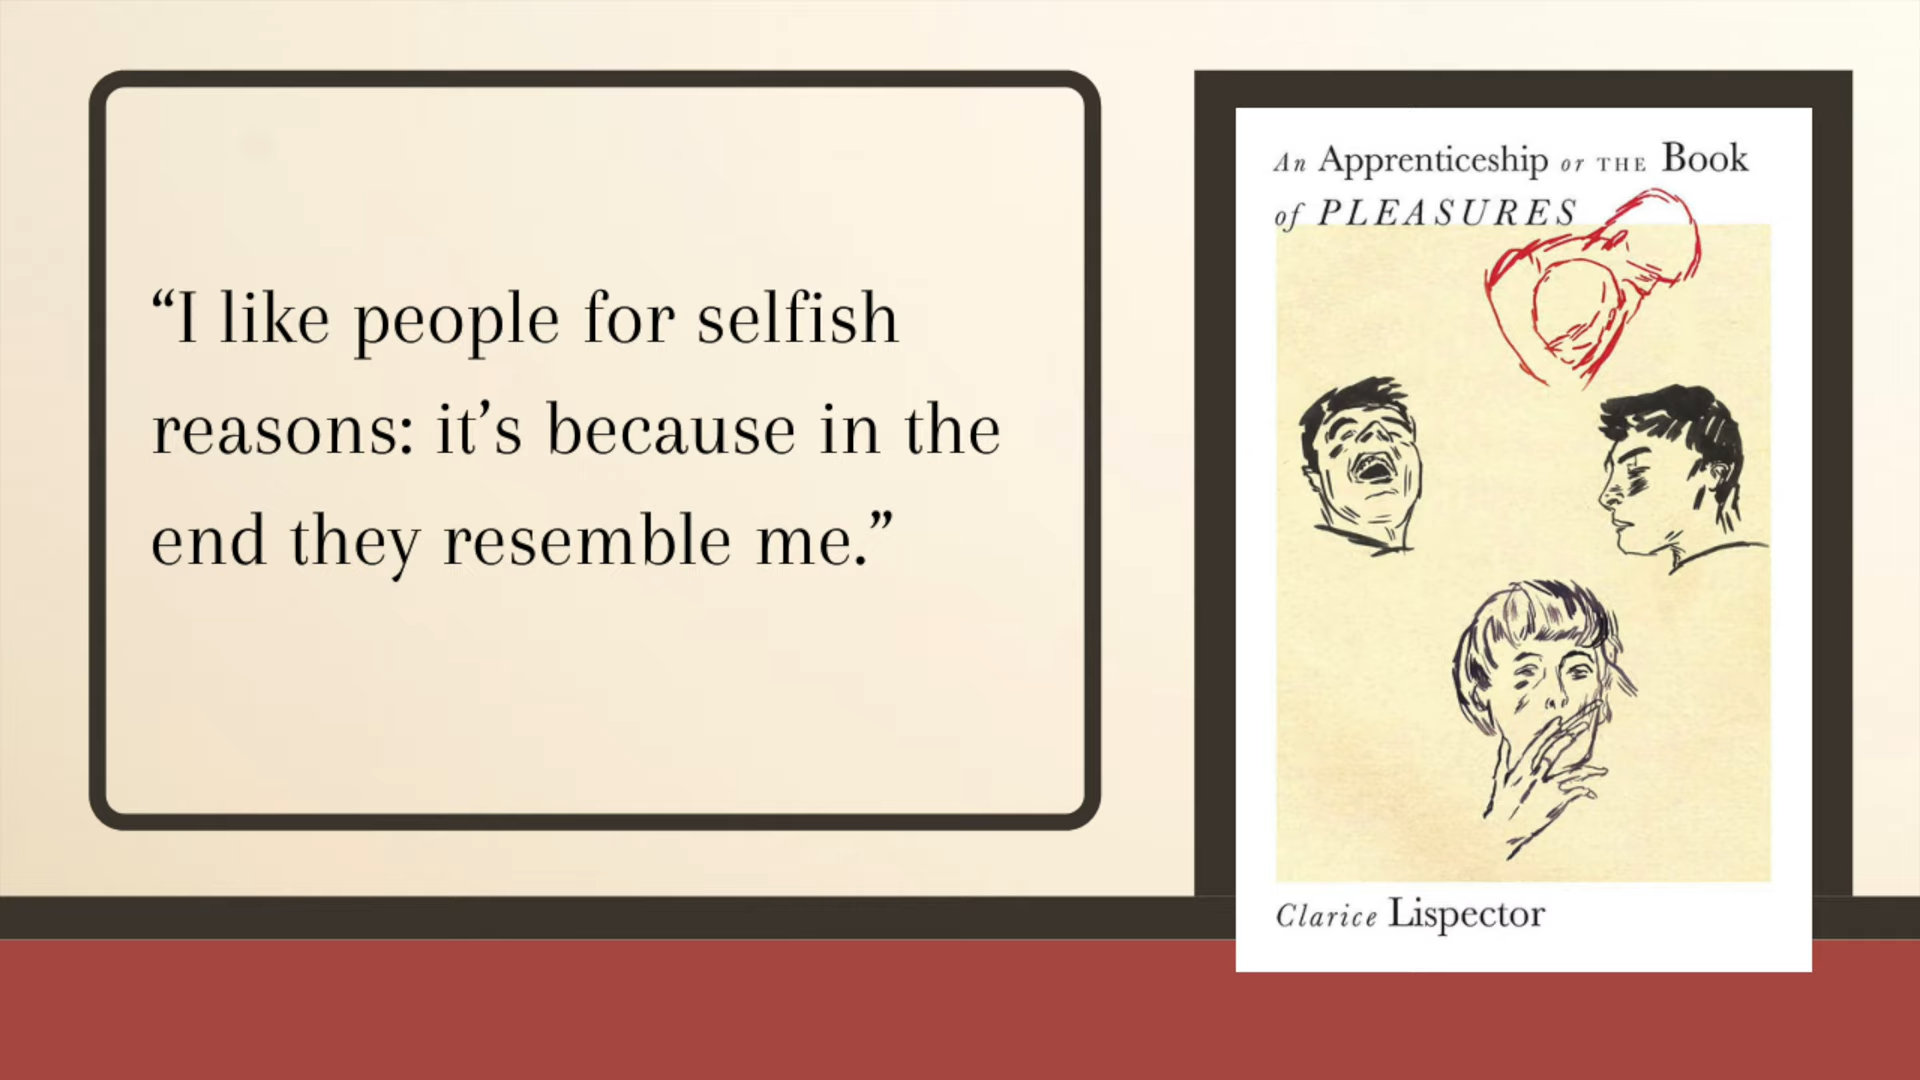 “I like people for selfish
reasons: it’s because in the
end they resemble me.”
An Apprenticeship or THE Book
of PLEASURES
Clarice Lispector